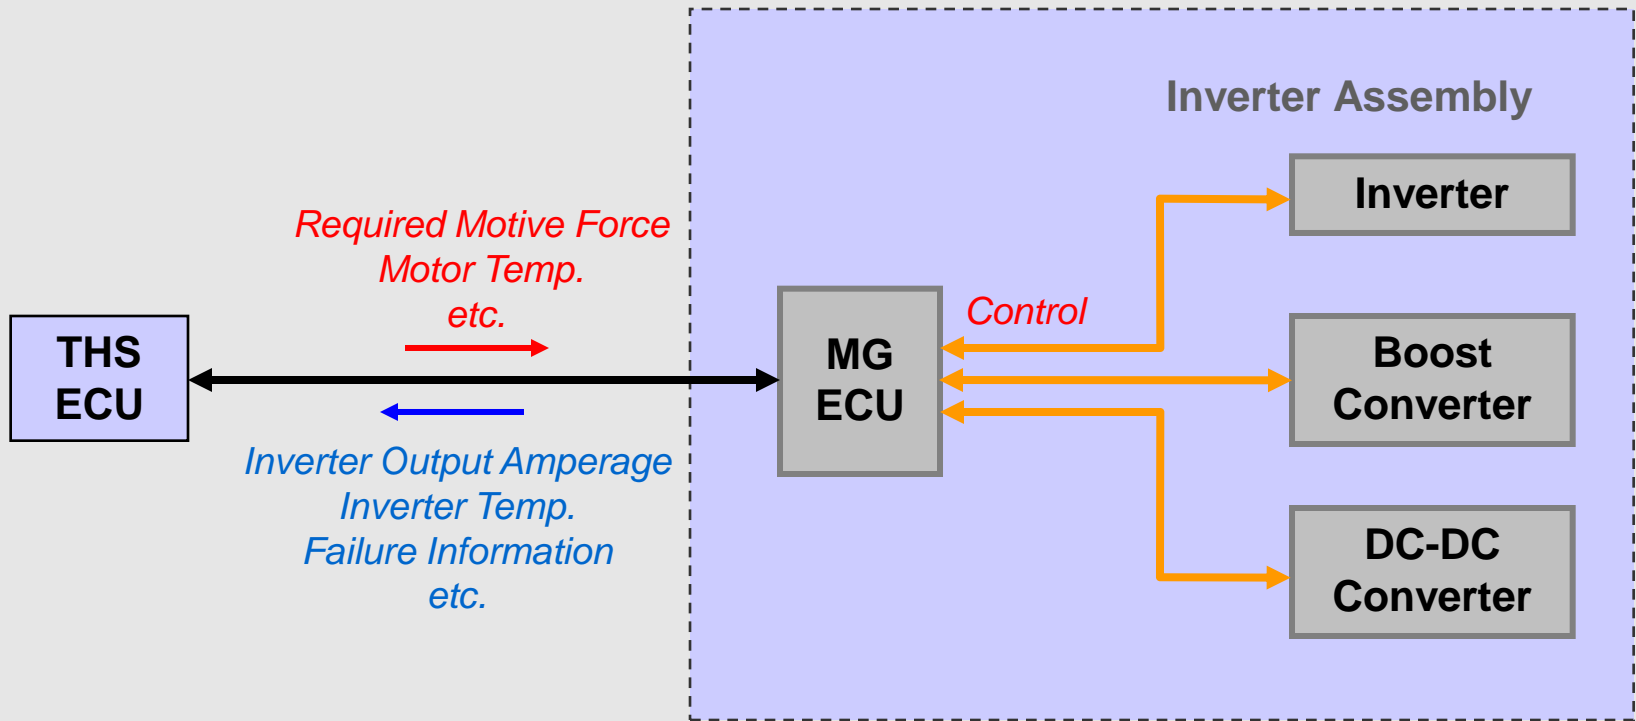 Inverter Assembly
Inverter
Required Motive Force
Motor Temp.
etc.
Control
THS
ECU
MG
ECU
Boost
Converter
Inverter Output Amperage
Inverter Temp.
Failure Information
etc.
DC-DC
Converter